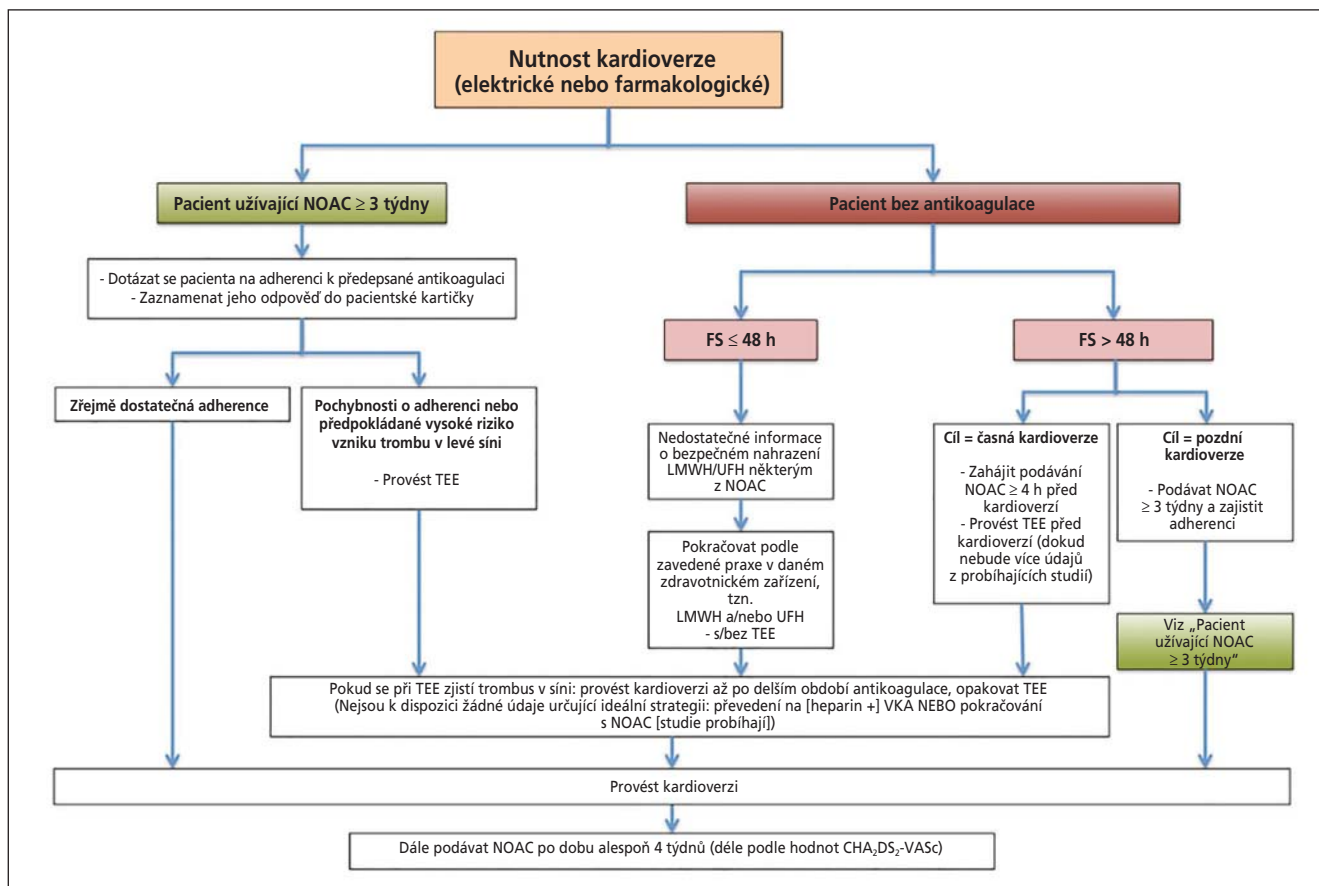 Nutnost kardioverze
(elektrické nebo farmakologické)
Pacient užívající NOAC ≥ 3 týdny
Pacient bez antikoagulace
- Dotázat se pacienta na adherenci k předepsané antikoagulaci
- Zaznamenat jeho odpověď do pacientské kartičky
FS ≤ 48 h
FS > 48 h
Zřejmě dostatečná adherence
Pochybnosti o adherenci nebo
předpokládané vysoké riziko
vzniku trombu v levé síni
- Provést TEE
Nedostatečné informace
o bezpečném nahrazení
LMWH/UFH některým
z NOAC
Cíl = časná kardioverze
- Zahájit podávání
NOAC ≥ 4 h před
kardioverzí
- Provést TEE před
kardioverzí (dokud
nebude více údajů
z probíhajících studií)
Cíl = pozdní
kardioverze
- Podávat NOAC
≥ 3 týdny a zajistit
adherenci
Pokračovat podle
zavedené praxe v daném
zdravotnickém zařízení,
tzn.
LMWH a/nebo UFH
- s/bez TEE
Viz „Pacient
užívající NOAC
≥ 3 týdny“
Pokud se při TEE zjistí trombus v síni: provést kardioverzi až po delším období antikoagulace, opakovat TEE
(Nejsou k dispozici žádné údaje určující ideální strategii: převedení na [heparin +] VKA NEBO pokračování
s NOAC [studie probíhají])
Provést kardioverzi
Dále podávat NOAC po dobu alespoň 4 týdnů (déle podle hodnot CHA₂DS₂-VASc)